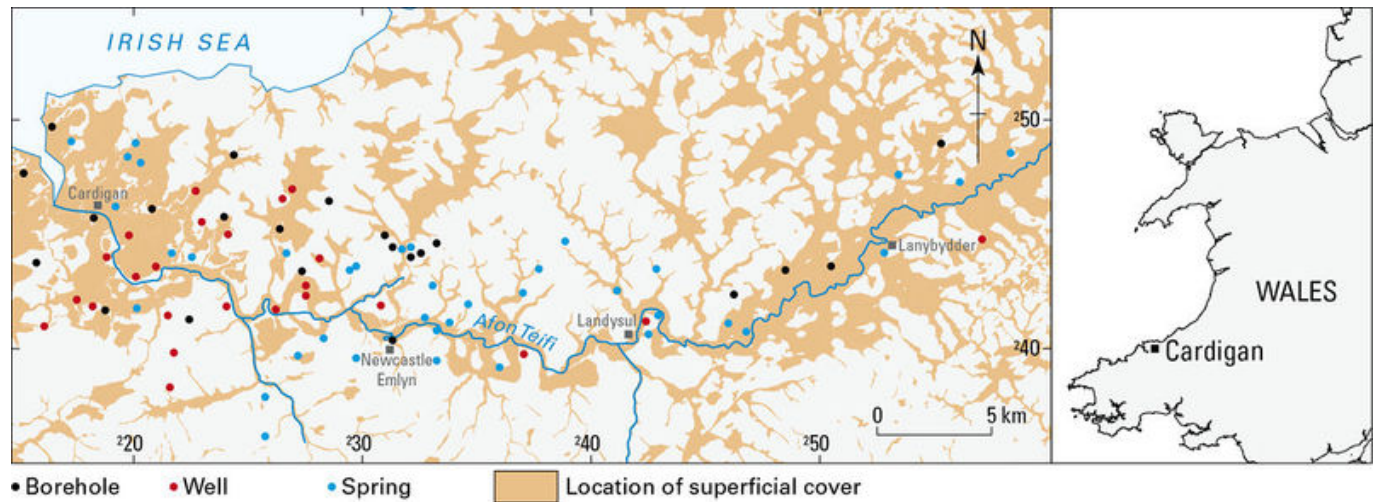 IRISH SEA
N
²50
Cardigan
Lanybydder
Landysul
Afon Teifi
Newcastle
Emlyn
²40
0 5 km
²20 ²30 ²40 ²50
WALES
Cardigan
Borehole Well Spring Location of superficial cover